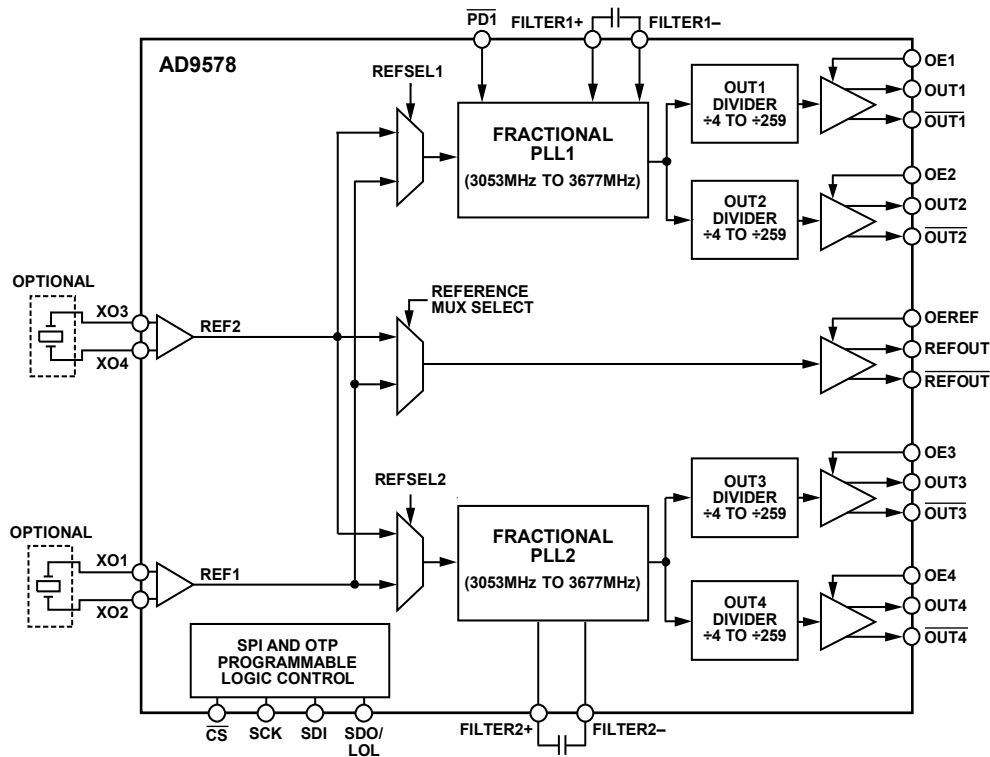 PD1 FILTER1+ FILTER1–
AD9578
REFSEL1
FRACTIONAL
PLL1
(3053MHz TO 3677MHz)
OUT1
DIVIDER
÷4 TO ÷259
OE1
OUT1
OUT1
OUT2
DIVIDER
÷4 TO ÷259
OE2
OUT2
OUT2
OPTIONAL
XO3
XO4
REF2
REFERENCE
MUX SELECT
OEREF
REFOUT
REFOUT
OPTIONAL
XO1
XO2
REF1
REFSEL2
FRACTIONAL
PLL2
(3053MHz TO 3677MHz)
OUT3
DIVIDER
÷4 TO ÷259
OE3
OUT3
OUT3
OUT4
DIVIDER
÷4 TO ÷259
OE4
OUT4
OUT4
SPI AND OTP
PROGRAMMABLE
LOGIC CONTROL
CS SCK SDI SDO/
LOL
FILTER2+ FILTER2–